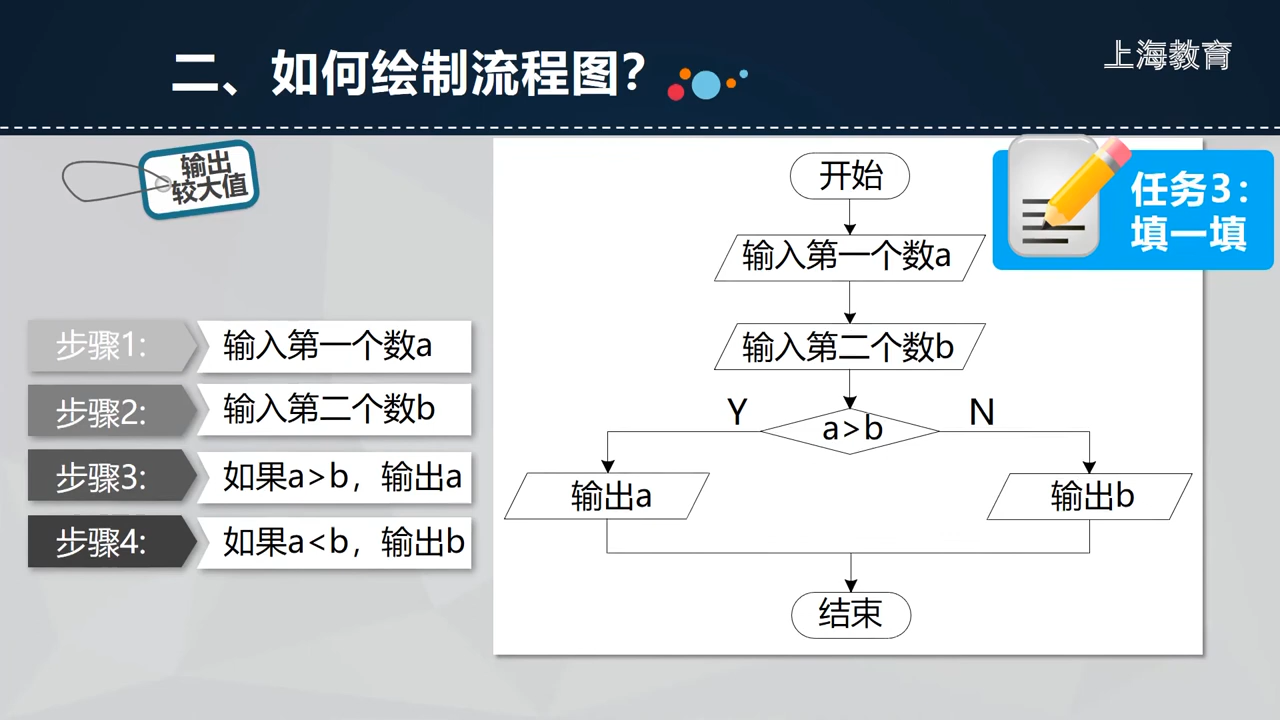 二、如何绘制流程图?
上海教育
输出
较大值
任务3:
填一填
步骤1:
输入第一个数a
步骤2:
输入第二个数b
步骤3:
如果a>b，输出a
步骤4:
如果a<b，输出b
开始
输入第一个数a
输入第二个数b
Y
a>b
N
输出a
输出b
结束